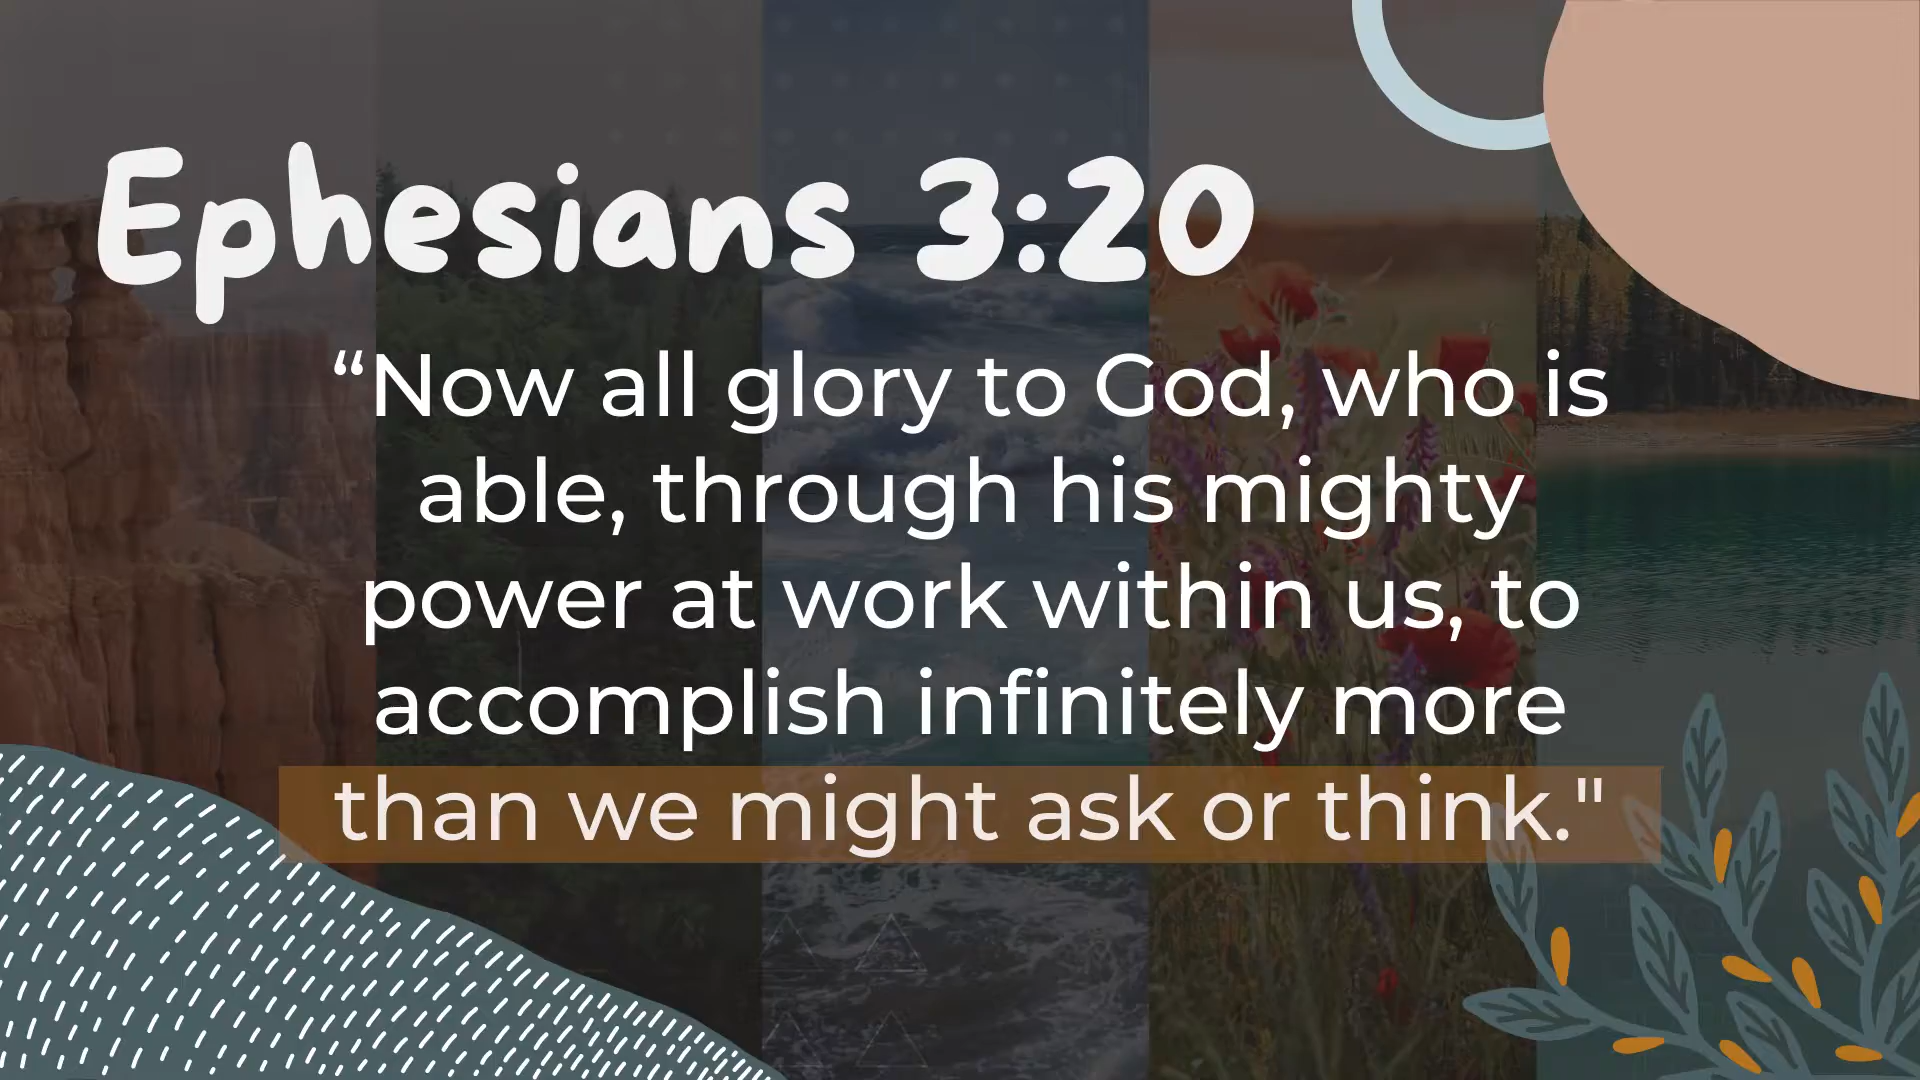 Ephesians 3:20
“Now all glory to God, who is
able, through his mighty
power at work within us, to
accomplish infinitely more
than we might ask or think."